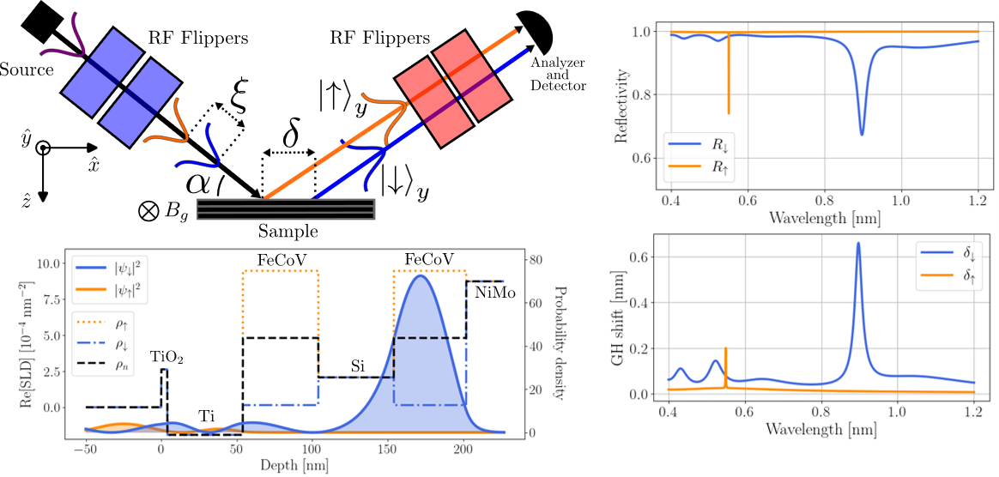 RF Flippers
RF Flippers
Source
Analyzer
and
Detector
ξ
|↑⟩y
δ
ŷ
x̂
ẑ
α
|↓⟩y
⊗ Bg
Sample
Reflectivity
1.0
0.8
0.6
R↓
R↑
0.4
0.6
0.8
1.0
1.2
Wavelength [nm]
Re[SLD] [10⁻⁴ nm⁻²]
10.0
7.5
5.0
2.5
0.0
|ψ↓|²
|ψ↑|²
ρ↑
ρ↓
ρn
TiO₂
Ti
FeCoV
Si
FeCoV
NiMo
80
60
40
20
0
Probability density
−50
0
50
100
150
200
Depth [nm]
GH shift [mm]
0.6
0.4
0.2
0.0
δ↓
δ↑
0.4
0.6
0.8
1.0
1.2
Wavelength [nm]